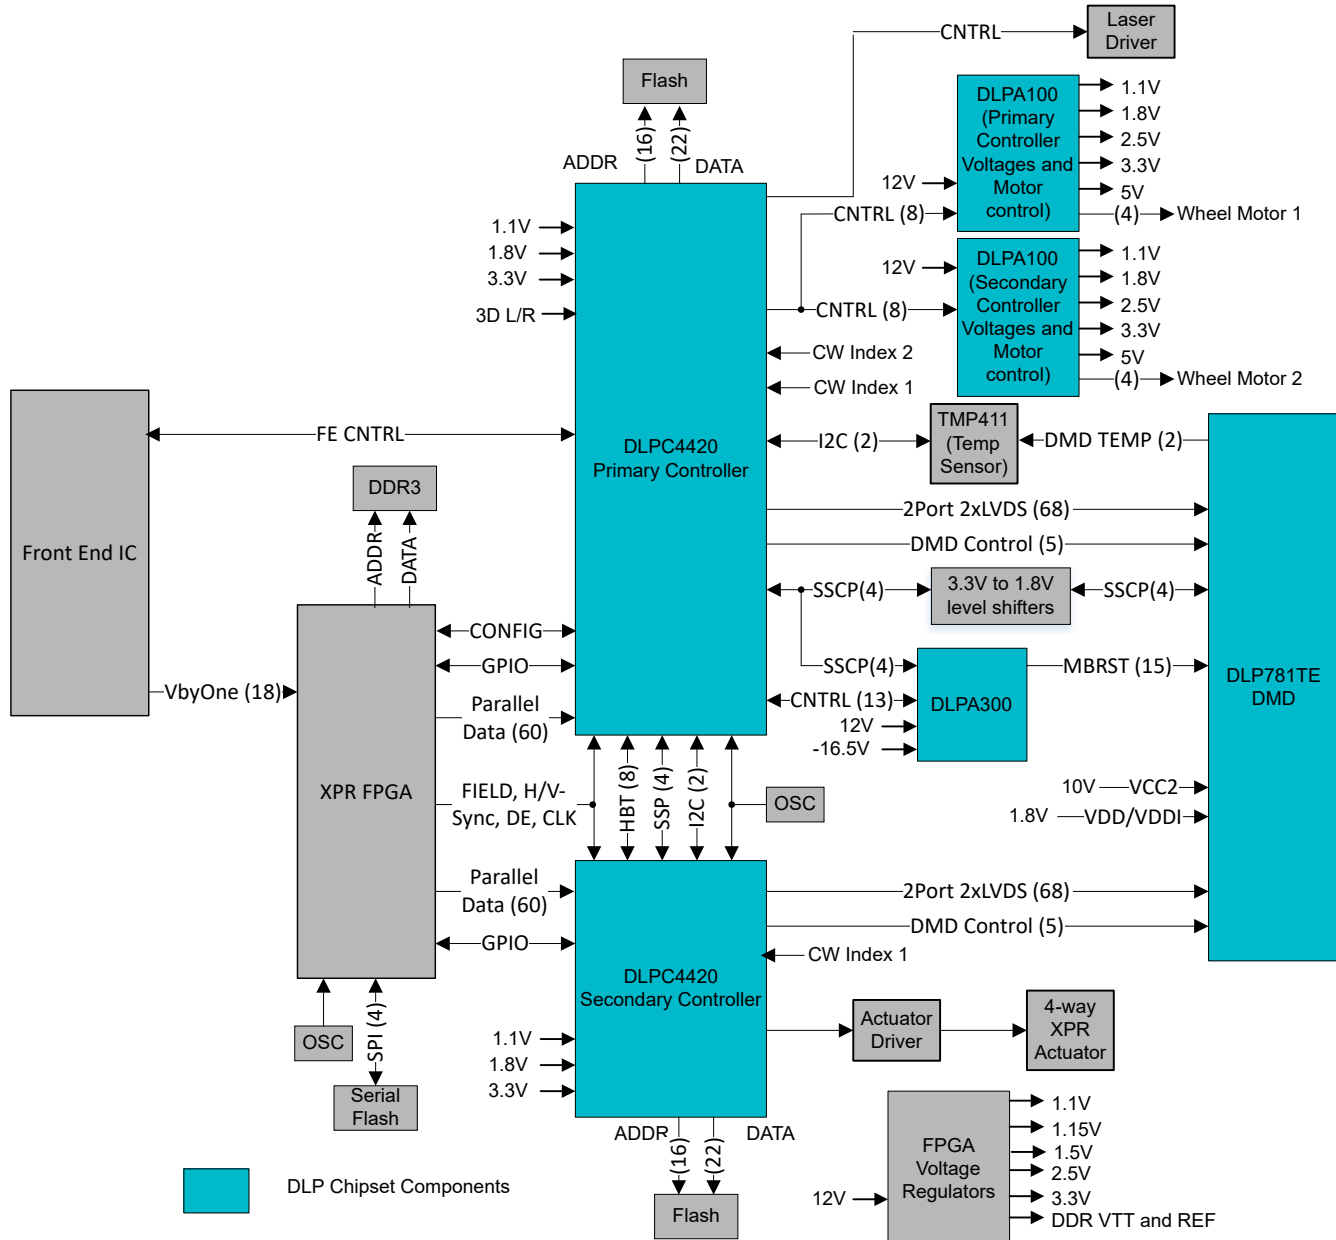 Laser
Driver
CNTRL
Flash
(16)
(22)
ADDR
DATA
DLPA100
(Primary
Controller
Voltages and
Motor
control)
12V
1.1V
1.8V
2.5V
3.3V
5V
(4)
Wheel Motor 1
CNTRL (8)
1.1V
1.8V
3.3V
3D L/R
DLPA100
(Secondary
Controller
Voltages and
Motor
control)
12V
1.1V
1.8V
2.5V
3.3V
5V
(4)
Wheel Motor 2
CNTRL (8)
CW Index 2
CW Index 1
FE CNTRL
DLPC4420
Primary Controller
I2C (2)
TMP411
(Temp
Sensor)
DMD TEMP (2)
DDR3
ADDR
DATA
Front End IC
2Port 2xLVDS (68)
DMD Control (5)
SSCP(4)
3.3V to 1.8V
level shifters
SSCP(4)
CONFIG
GPIO
VbyOne (18)
Parallel
Data (60)
SSCP(4)
CNTRL (13)
12V
-16.5V
DLPA300
MBRST (15)
DLP781TE
DMD
XPR FPGA
FIELD, H/V-
Sync, DE, CLK
HBT (8)
SSP (4)
I2C (2)
OSC
10V
VCC2
1.8V
VDD/VDDI
Parallel
Data (60)
GPIO
2Port 2xLVDS (68)
DMD Control (5)
CW Index 1
DLPC4420
Secondary Controller
OSC
SPI (4)
Serial
Flash
1.1V
1.8V
3.3V
Actuator
Driver
4-way
XPR
Actuator
ADDR
DATA
(16)
(22)
Flash
FPGA
Voltage
Regulators
12V
1.1V
1.15V
1.5V
2.5V
3.3V
DDR VTT and REF
DLP Chipset Components